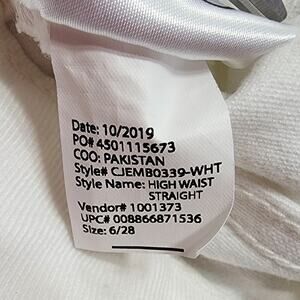 Date: 10/2019
PO# 4501115673
COO: PAKISTAN
Style# CJEMB0339-WHT
Style Name: HIGH WAIST
STRAIGHT
Vendor# 1001373
UPC# 008866871536
Size: 6/28